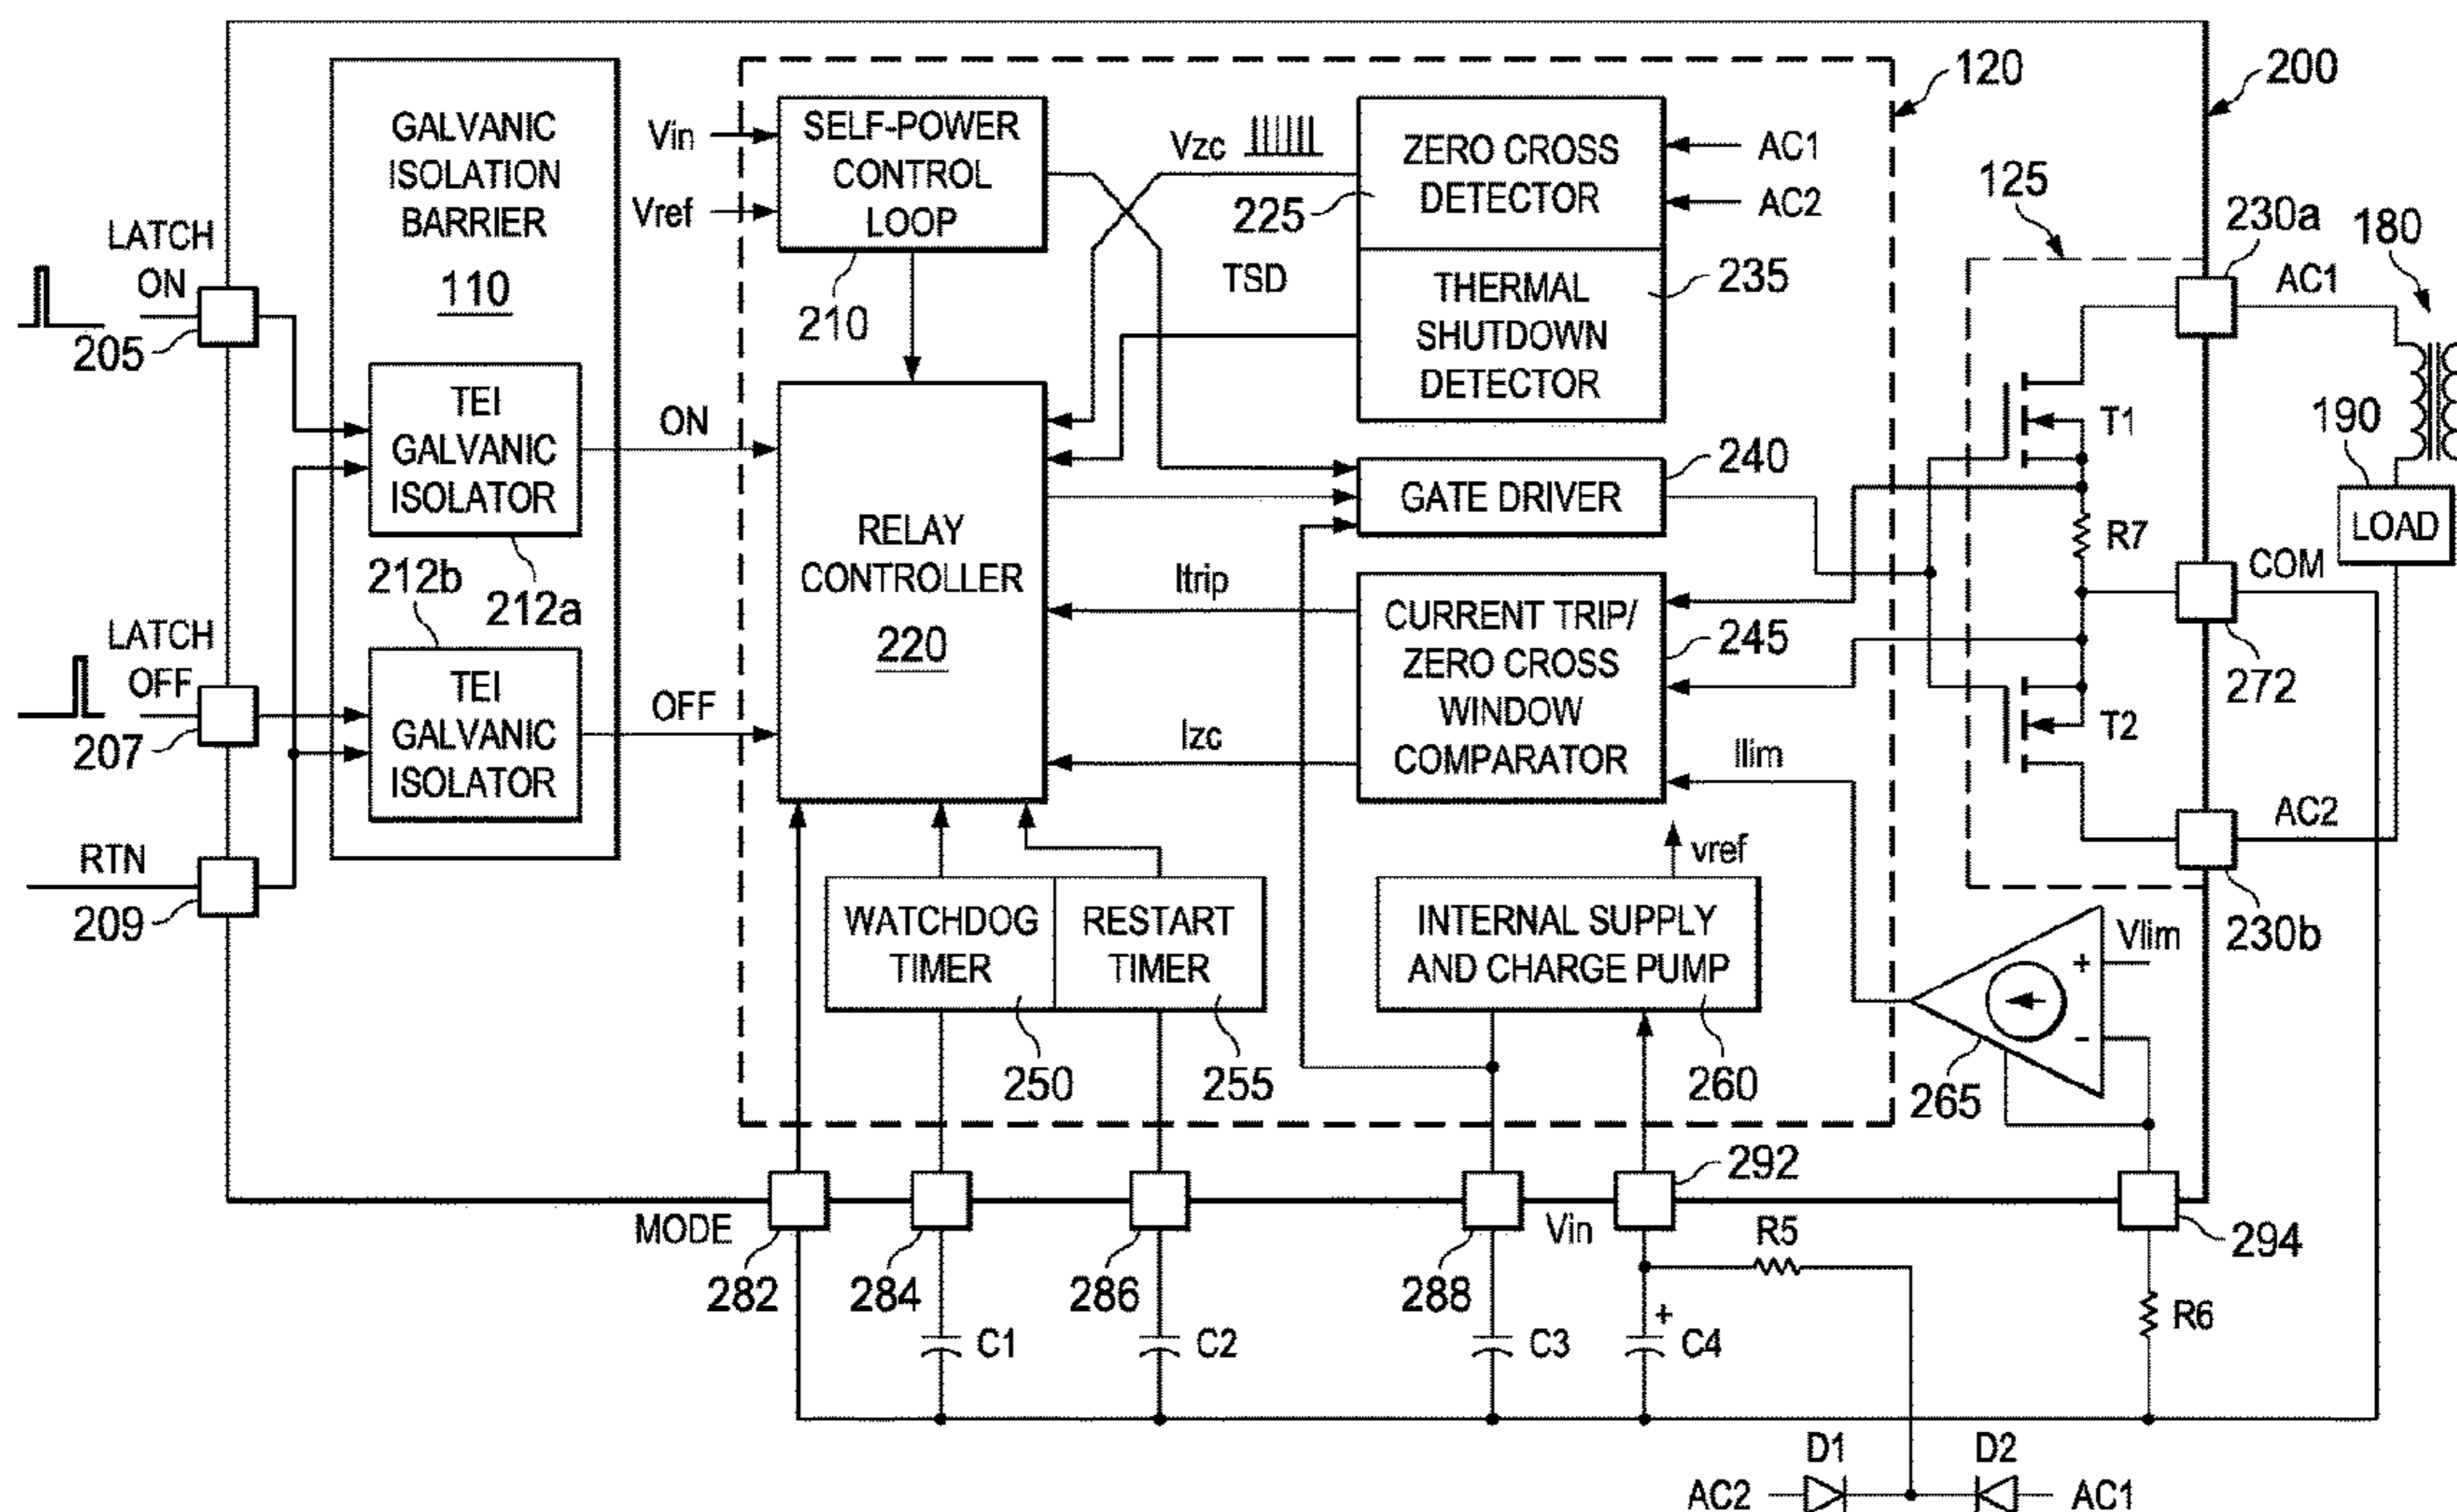 GALVANIC
ISOLATION
BARRIER
110
LATCH
ON
205
TEI
GALVANIC
ISOLATOR
212a
212b
LATCH
OFF
207
TEI
GALVANIC
ISOLATOR
RTN
209
ON
OFF
Vin
Vref
SELF-POWER
CONTROL
LOOP
210
Vzc
225
ZERO CROSS
DETECTOR
AC1
AC2
TSD
THERMAL
SHUTDOWN
DETECTOR
235
120
200
125
230a
AC1
180
RELAY
CONTROLLER
220
GATE DRIVER
240
Itrip
Izc
CURRENT TRIP/
ZERO CROSS
WINDOW
COMPARATOR
245
Ilim
T1
R7
T2
190
LOAD
COM
272
AC2
230b
WATCHDOG
TIMER
250
RESTART
TIMER
255
vref
INTERNAL SUPPLY
AND CHARGE PUMP
260
Vlim
+
-
265
MODE
282
284
286
288
Vin
292
R5
294
C1
C2
C3
+
C4
R6
D1
D2
AC2
AC1